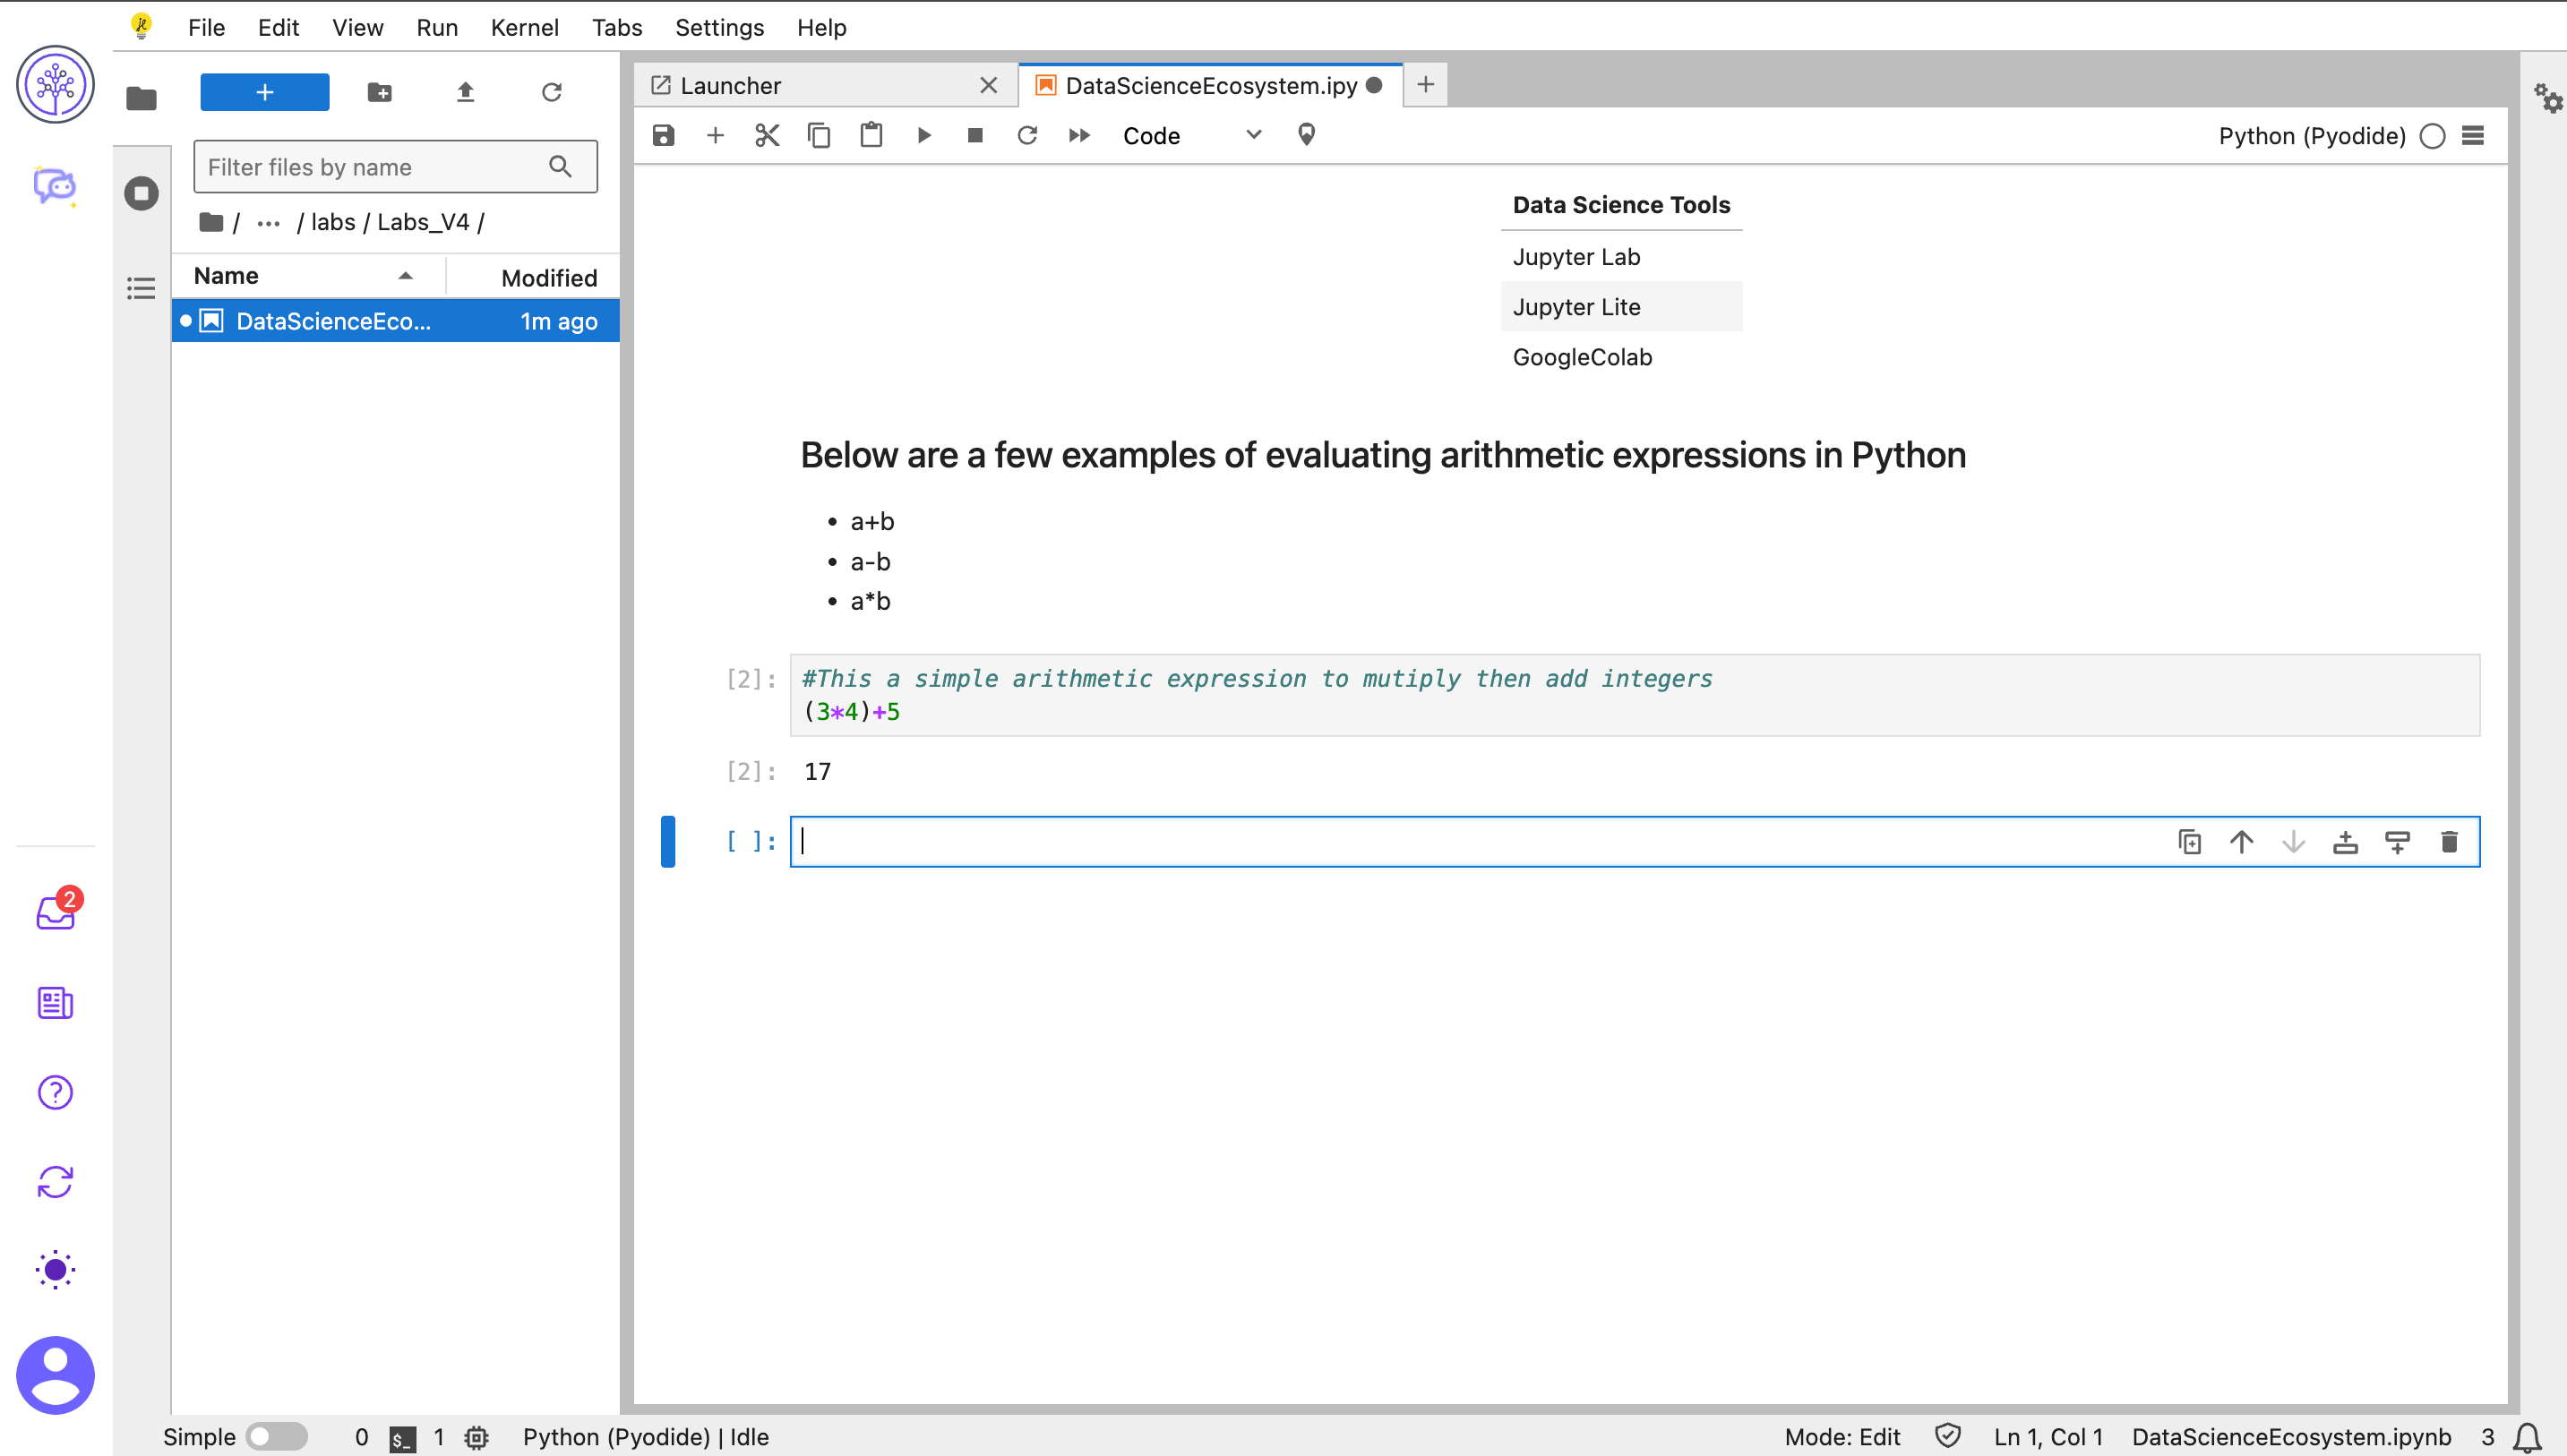 File Edit View Run Kernel Tabs Settings Help
+
Filter files by name
/ ... / labs / Labs_V4 /
Name Modified
DataScienceEco... 1m ago
Launcher
DataScienceEcosystem.ipy
Code
Python (Pyodide)
Data Science Tools
Jupyter Lab
Jupyter Lite
GoogleColab
Below are a few examples of evaluating arithmetic expressions in Python
• a+b
• a-b
• a*b
[2]: #This a simple arithmetic expression to mutiply then add integers
(3*4)+5
[2]: 17
[ ]:
2
Simple 0 $_ 1 Python (Pyodide) | Idle
Mode: Edit Ln 1, Col 1 DataScienceEcosystem.ipynb 3